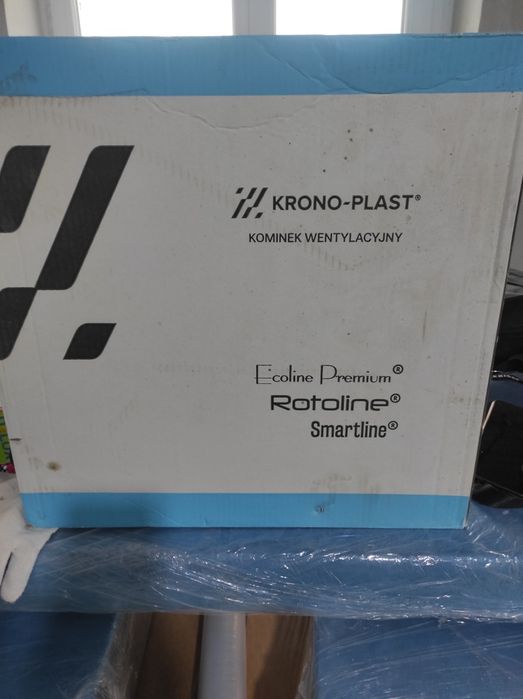 KRONO-PLAST®
KOMINEK WENTYLACYJNY
Ecoline Premium®
Rotoline®
Smartline®